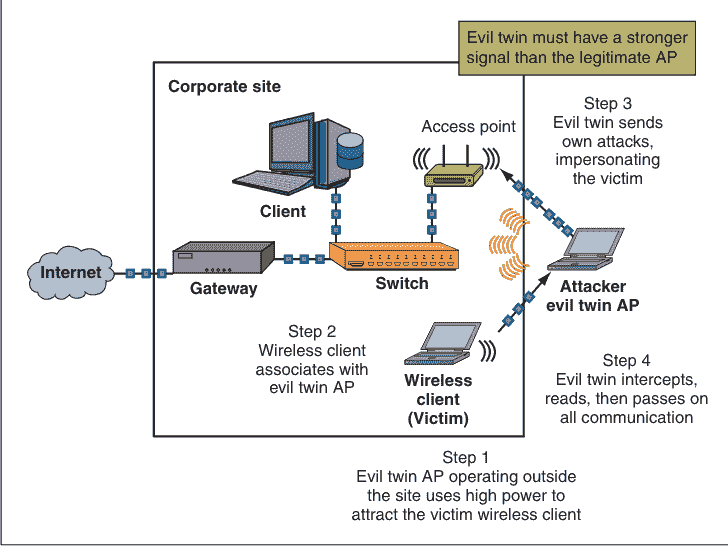 Evil twin must have a stronger
signal than the legitimate AP
Corporate site
Step 3
Evil twin sends
own attacks,
impersonating
the victim
Access point
Client
Internet
Gateway
Switch
Attacker
evil twin AP
Step 2
Wireless client
associates with
evil twin AP
Wireless
client
(Victim)
Step 4
Evil twin intercepts,
reads, then passes on
all communication
Step 1
Evil twin AP operating outside
the site uses high power to
attract the victim wireless client